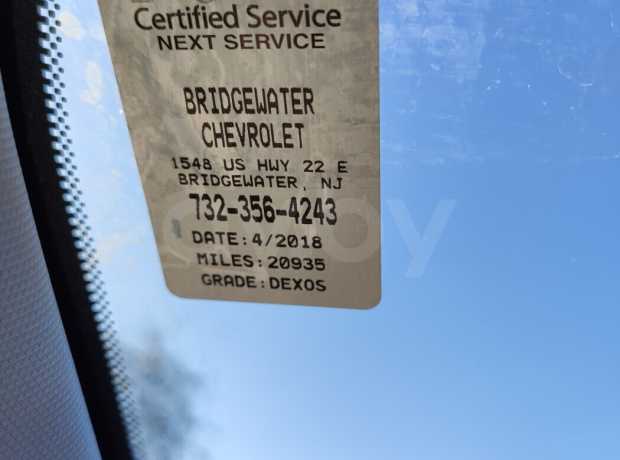 Certified Service
NEXT SERVICE
BRIDGEWATER
CHEVROLET
1548 US HWY 22 E
BRIDGEWATER, NJ
732-356-4243
DATE:4/2018
MILES:20935
GRADE:DEXOS